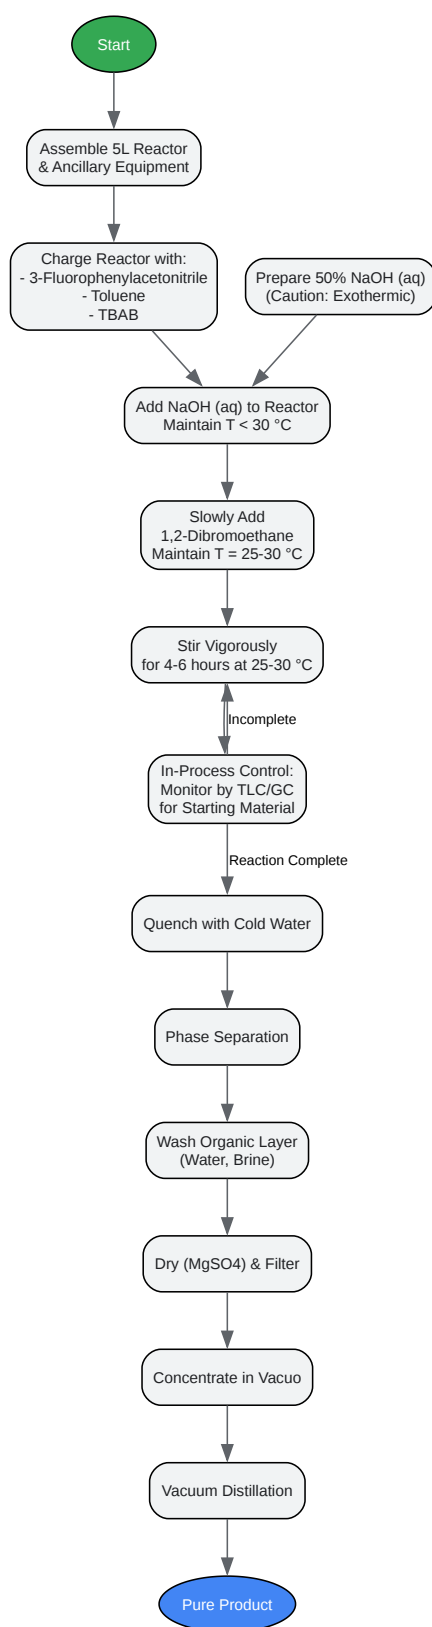 Start
Assemble 5L Reactor
& Ancillary Equipment
Charge Reactor with:
- 3-Fluorophenylacetonitrile
- Toluene
- TBAB
Prepare 50% NaOH (aq)
(Caution: Exothermic)
Add NaOH (aq) to Reactor
Maintain T < 30 °C
Slowly Add
1,2-Dibromoethane
Maintain T = 25-30 °C
Stir Vigorously
for 4-6 hours at 25-30 °C
Incomplete
In-Process Control:
Monitor by TLC/GC
for Starting Material
Reaction Complete
Quench with Cold Water
Phase Separation
Wash Organic Layer
(Water, Brine)
Dry (MgSO4) & Filter
Concentrate in Vacuo
Vacuum Distillation
Pure Product